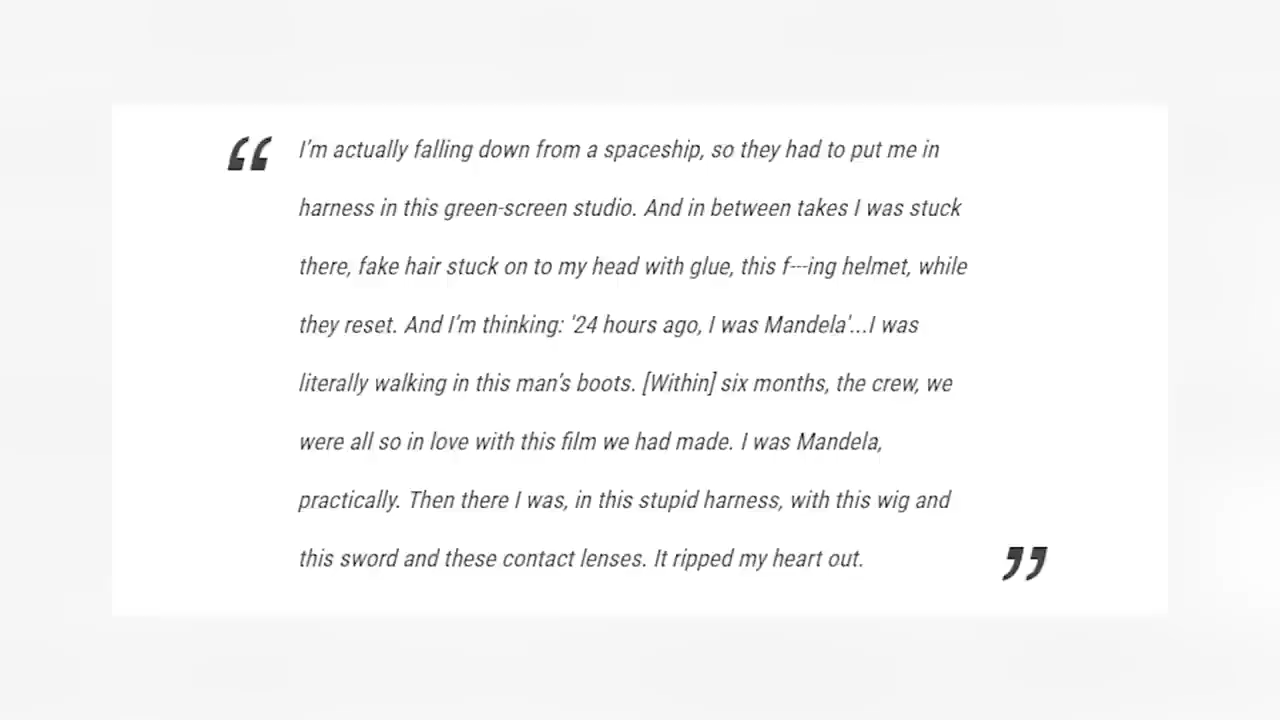 “ I’m actually falling down from a spaceship, so they had to put me in
harness in this green-screen studio. And in between takes I was stuck
there, fake hair stuck on to my head with glue, this f---ing helmet, while
they reset. And I’m thinking: '24 hours ago, I was Mandela'...I was
literally walking in this man’s boots. [Within] six months, the crew, we
were all so in love with this film we had made. I was Mandela,
practically. Then there I was, in this stupid harness, with this wig and
this sword and these contact lenses. It ripped my heart out. ”